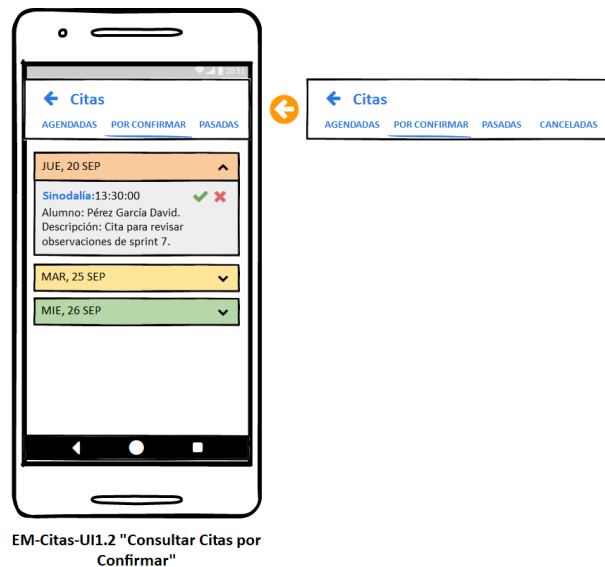 20:51
Citas
AGENDADAS POR CONFIRMAR PASADAS
JUE, 20 SEP
Sinodalía:13:30:00
Alumno: Pérez García David.
Descripción: Cita para revisar
observaciones de sprint 7.
MAR, 25 SEP
MIE, 26 SEP
Citas
AGENDADAS POR CONFIRMAR PASADAS CANCELADAS
EM-Citas-UI1.2 "Consultar Citas por
Confirmar"